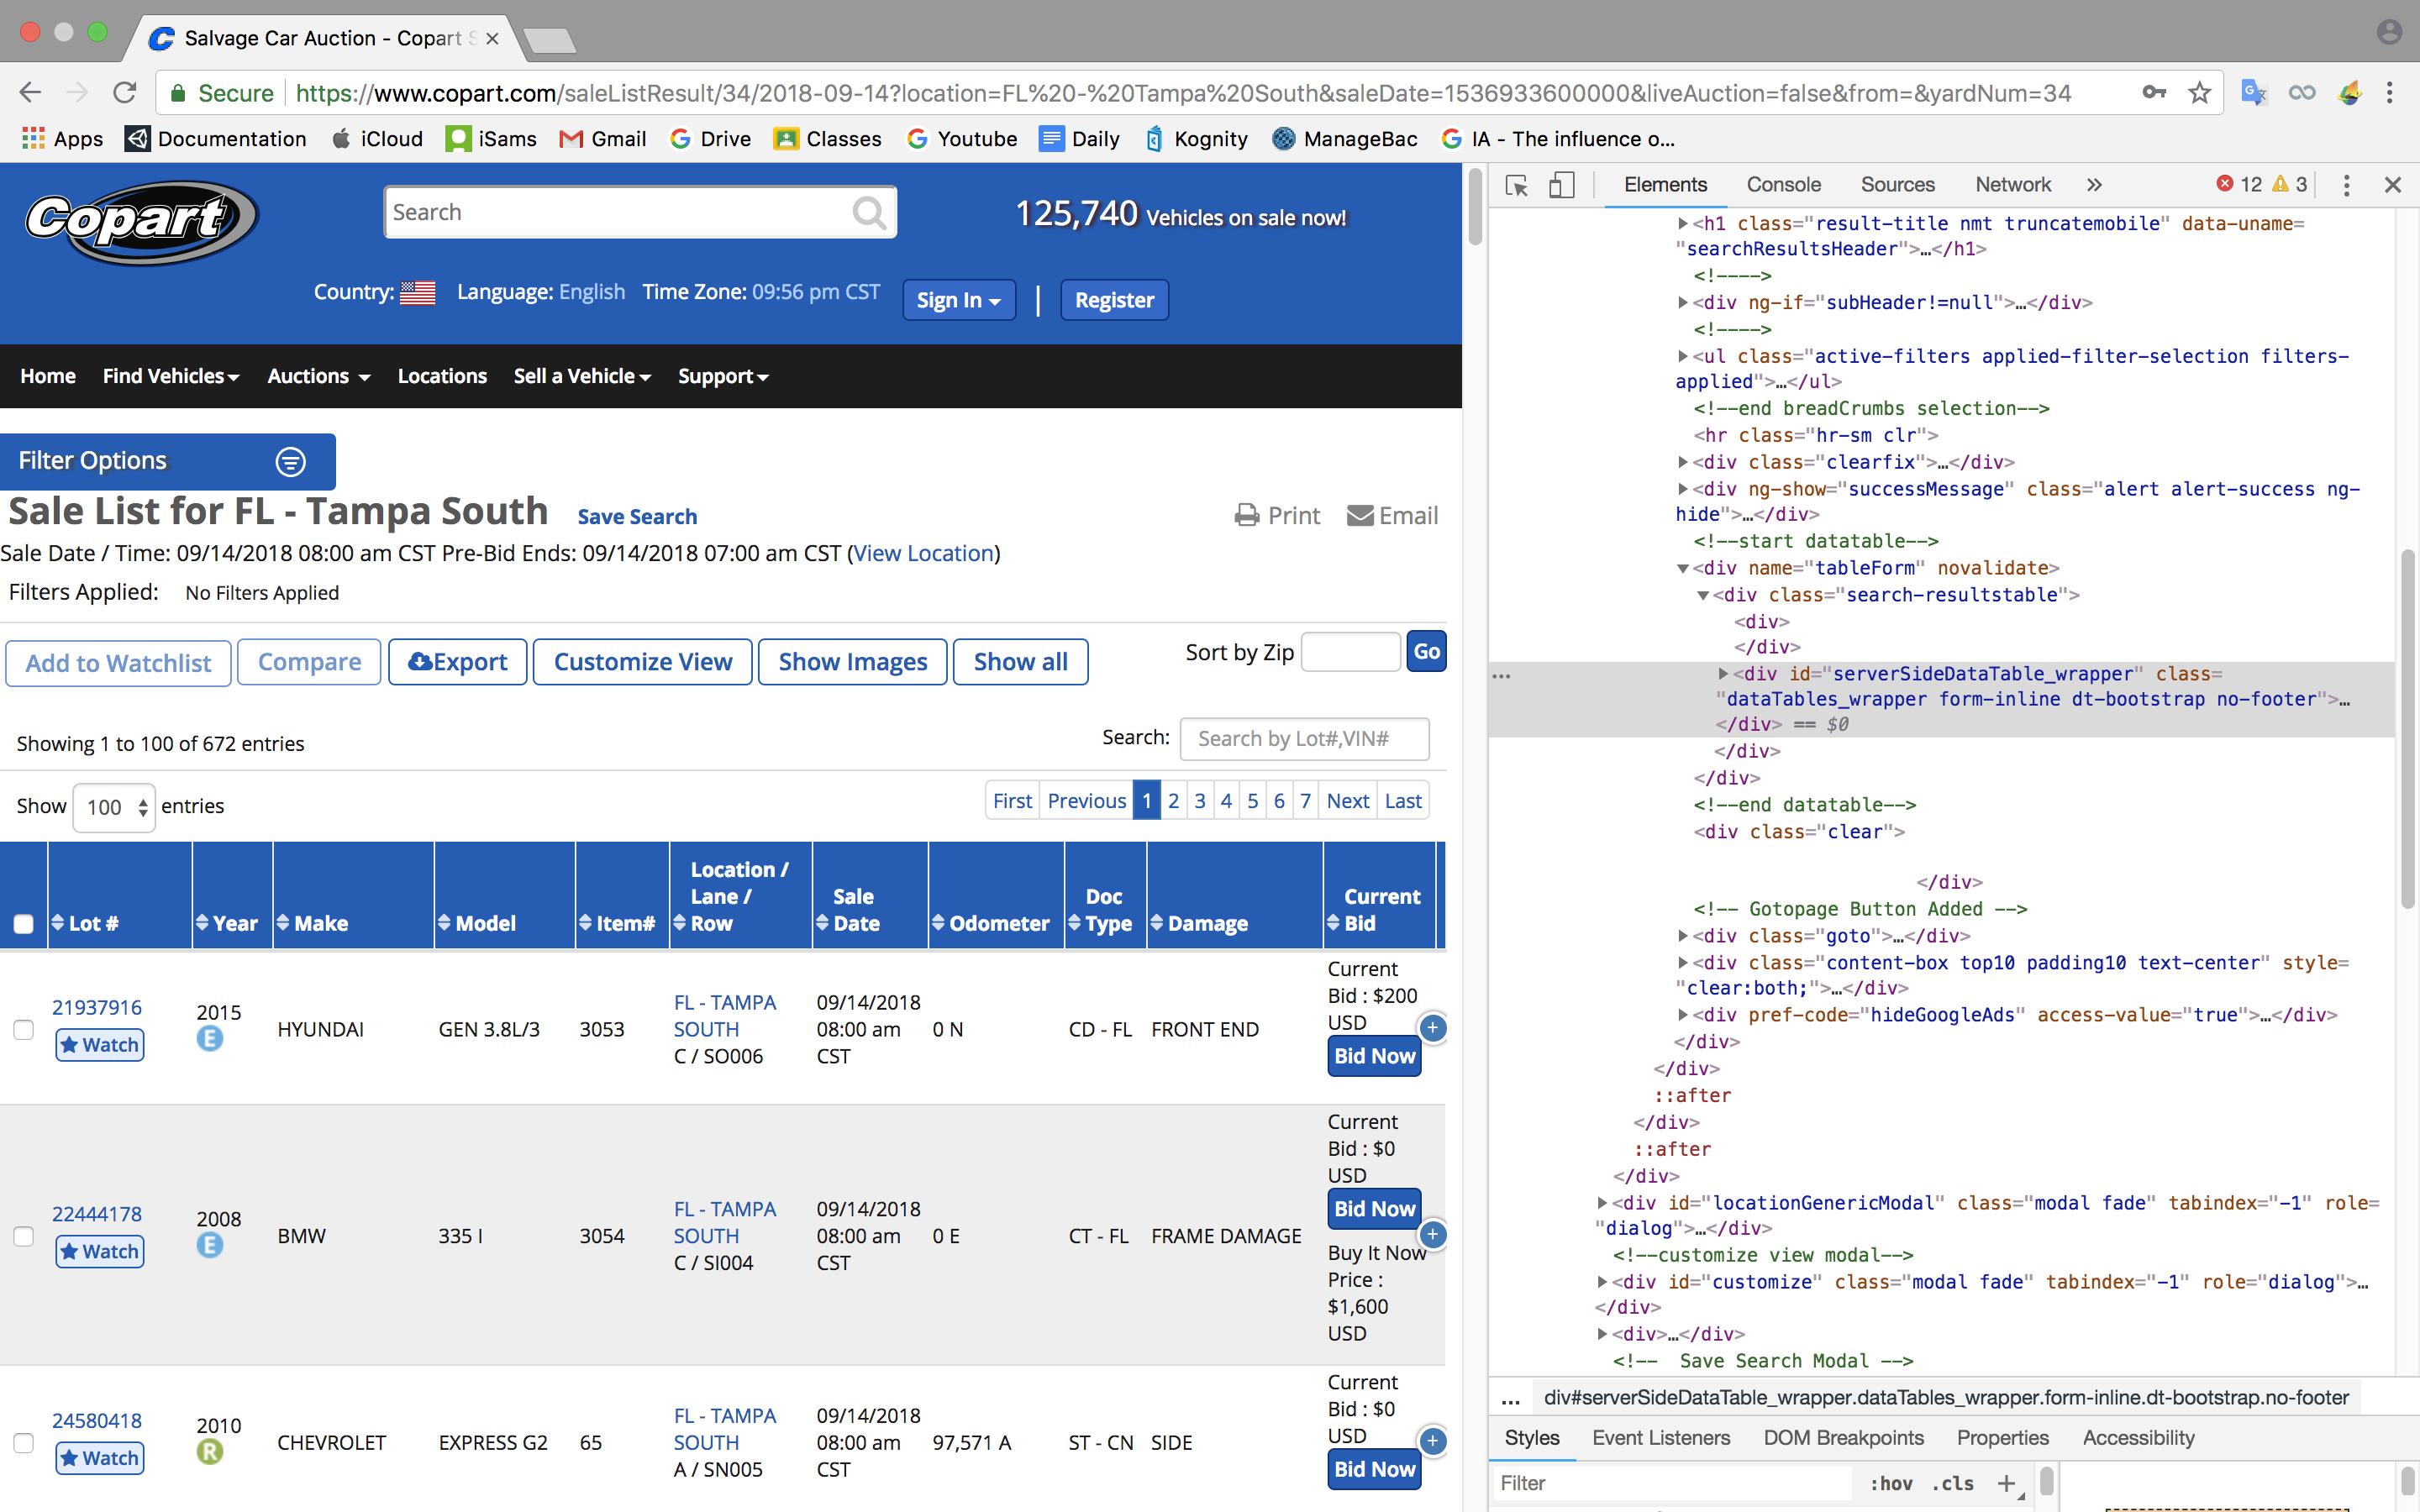 Salvage Car Auction - Copart
Secure https://www.copart.com/saleListResult/34/2018-09-14?location=FL%20-%20Tampa%20South&saleDate=1536933600000&liveAuction=false&from=&yardNum=34
Apps Documentation iCloud iSams Gmail Drive Classes Youtube Daily Kognity ManageBac IA - The influence o...
Copart
Search
125,740 Vehicles on sale now!
Country: Language: English Time Zone: 09:56 pm CST Sign In | Register
Home Find Vehicles Auctions Locations Sell a Vehicle Support
Filter Options
Sale List for FL - Tampa South Save Search Print Email
Sale Date / Time: 09/14/2018 08:00 am CST Pre-Bid Ends: 09/14/2018 07:00 am CST (View Location)
Filters Applied: No Filters Applied
Add to Watchlist Compare Export Customize View Show Images Show all Sort by Zip Go
Showing 1 to 100 of 672 entries Search: Search by Lot#,VIN#
Show 100 entries First Previous 1 2 3 4 5 6 7 Next Last
Lot # Year Make Model Item# Location / Lane / Row Sale Date Odometer Doc Type Damage Current Bid
21937916 Watch 2015 E HYUNDAI GEN 3.8L/3 3053 FL - TAMPA SOUTH C / SO006 09/14/2018 08:00 am CST 0 N CD - FL FRONT END Current Bid : $200 USD Bid Now +
22444178 Watch 2008 E BMW 335 I 3054 FL - TAMPA SOUTH C / SI004 09/14/2018 08:00 am CST 0 E CT - FL FRAME DAMAGE Current Bid : $0 USD Bid Now Buy It Now Price : $1,600 USD +
24580418 Watch 2010 R CHEVROLET EXPRESS G2 65 FL - TAMPA SOUTH A / SN005 09/14/2018 08:00 am CST 97,571 A ST - CN SIDE Current Bid : $0 USD Bid Now +
Elements Console Sources Network » 12 3
<h1 class="result-title nmt truncatemobile" data-uname=
"searchResultsHeader">…</h1>
<!---->
<div ng-if="subHeader!=null">…</div>
<!---->
<ul class="active-filters applied-filter-selection filters-
applied">…</ul>
<!--end breadCrumbs selection-->
<hr class="hr-sm clr">
<div class="clearfix">…</div>
<div ng-show="successMessage" class="alert alert-success ng-
hide">…</div>
<!--start datatable-->
<div name="tableForm" novalidate>
<div class="search-resultstable">
<div>
</div>
<div id="serverSideDataTable_wrapper" class=
"dataTables_wrapper form-inline dt-bootstrap no-footer">…
</div> == $0
</div>
</div>
<!--end datatable-->
<div class="clear">
</div>
<!-- Gotopage Button Added -->
<div class="goto">…</div>
<div class="content-box top10 padding10 text-center" style=
"clear:both;">…</div>
<div pref-code="hideGoogleAds" access-value="true">…</div>
</div>
</div>
::after
</div>
::after
</div>
<div id="locationGenericModal" class="modal fade" tabindex="-1" role=
"dialog">…</div>
<!--customize view modal-->
<div id="customize" class="modal fade" tabindex="-1" role="dialog">…
</div>
<div>…</div>
<!-- Save Search Modal -->
... div#serverSideDataTable_wrapper.dataTables_wrapper.form-inline.dt-bootstrap.no-footer
Styles Event Listeners DOM Breakpoints Properties Accessibility
Filter :hov .cls +